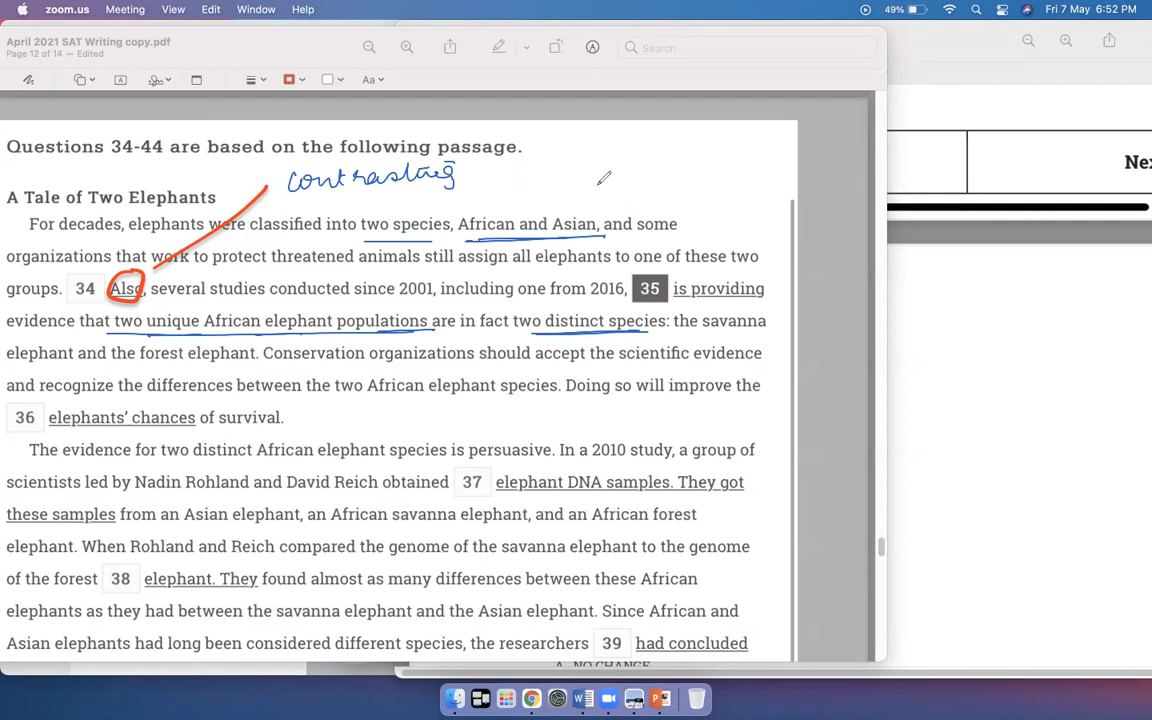 zoom.us Meeting View Edit Window Help 49% Fri 7 May 6:52 PM
April 2021 SAT Writing copy.pdf
Page 12 of 14 — Edited
Search
Aa
Questions 34-44 are based on the following passage.
contrasting
Nex
A Tale of Two Elephants
For decades, elephants were classified into two species, African and Asian, and some
organizations that work to protect threatened animals still assign all elephants to one of these two
groups. 34 Also, several studies conducted since 2001, including one from 2016, 35 is providing
evidence that two unique African elephant populations are in fact two distinct species: the savanna
elephant and the forest elephant. Conservation organizations should accept the scientific evidence
and recognize the differences between the two African elephant species. Doing so will improve the
36 elephants' chances of survival.
The evidence for two distinct African elephant species is persuasive. In a 2010 study, a group of
scientists led by Nadin Rohland and David Reich obtained 37 elephant DNA samples. They got
these samples from an Asian elephant, an African savanna elephant, and an African forest
elephant. When Rohland and Reich compared the genome of the savanna elephant to the genome
of the forest 38 elephant. They found almost as many differences between these African
elephants as they had between the savanna elephant and the Asian elephant. Since African and
Asian elephants had long been considered different species, the researchers 39 had concluded
A. NO CHANGE